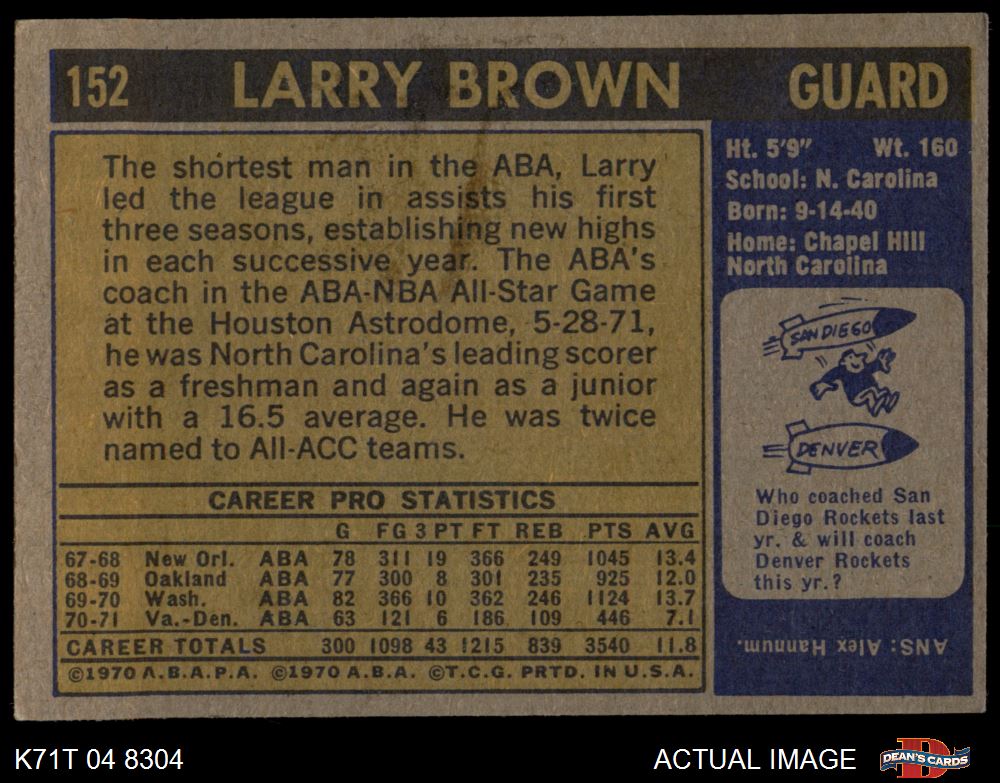 152 LARRY BROWN GUARD
The shortest man in the ABA, Larry
led the league in assists his first
three seasons, establishing new highs
in each successive year. The ABA's
coach in the ABA-NBA All-Star Game
at the Houston Astrodome, 5-28-71,
he was North Carolina's leading scorer
as a freshman and again as a junior
with a 16.5 average. He was twice
named to All-ACC teams.
CAREER PRO STATISTICS
G FG 3 PT FT REB PTS AVG
67-68 New Orl. ABA 78 311 19 366 249 1045 13.4
68-69 Oakland ABA 77 300 8 301 235 925 12.0
69-70 Wash. ABA 82 366 10 362 246 1124 13.7
70-71 Va.-Den. ABA 63 121 6 186 109 446 7.1
CAREER TOTALS 300 1098 43 1215 839 3540 11.8
©1970 A.B.A.P.A. ©1970 A.B.A. ©T.C.G. PRTD. IN U.S.A.
Ht. 5'9" Wt. 160
School: N. Carolina
Born: 9-14-40
Home: Chapel Hill
North Carolina
SAN DIEGO
DENVER
Who coached San
Diego Rockets last
yr. & will coach
Denver Rockets
this yr.?
ANS: Alex Hannum.
K71T 04 8304 ACTUAL IMAGE DEAN'S CARDS